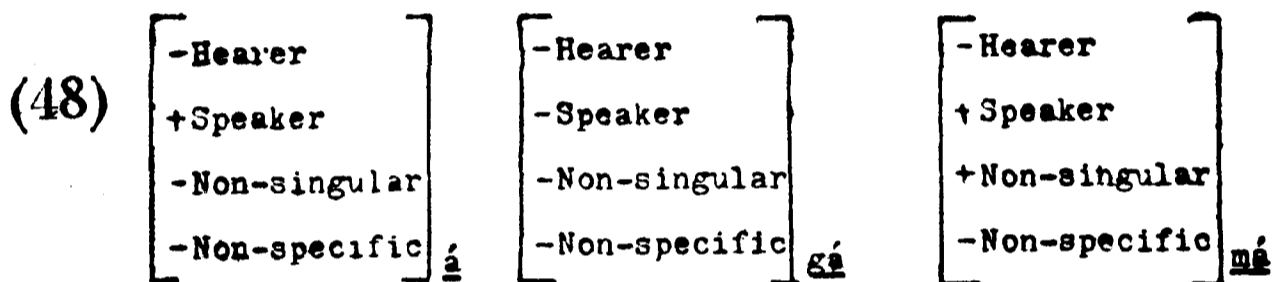 -Hearer -Hearer -Hearer
(48) +Speaker -Speaker +Speaker
-Non-singular -Non-singular +Non-singular
-Non-specific á -Non-specific gá -Non-specific má